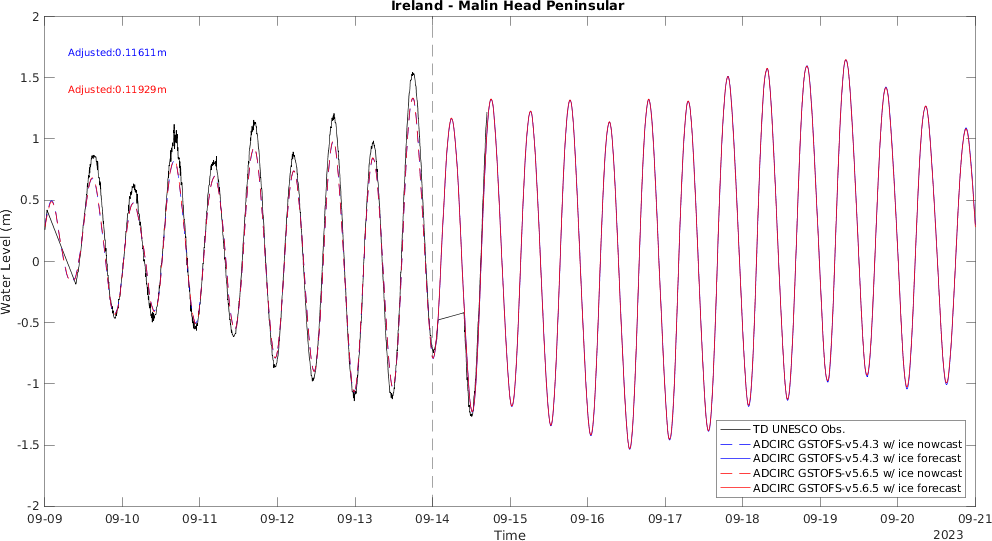 Ireland - Malin Head Peninsular
2
1.5
1
0.5
0
-0.5
-1
-1.5
-2
Water Level (m)
Adjusted:0.11611m
Adjusted:0.11929m
TD UNESCO Obs.
ADCIRC GSTOFS-v5.4.3 w/ ice nowcast
ADCIRC GSTOFS-v5.4.3 w/ ice forecast
ADCIRC GSTOFS-v5.6.5 w/ ice nowcast
ADCIRC GSTOFS-v5.6.5 w/ ice forecast
09-09 09-10 09-11 09-12 09-13 09-14 09-15 09-16 09-17 09-18 09-19 09-20 09-21
Time
2023